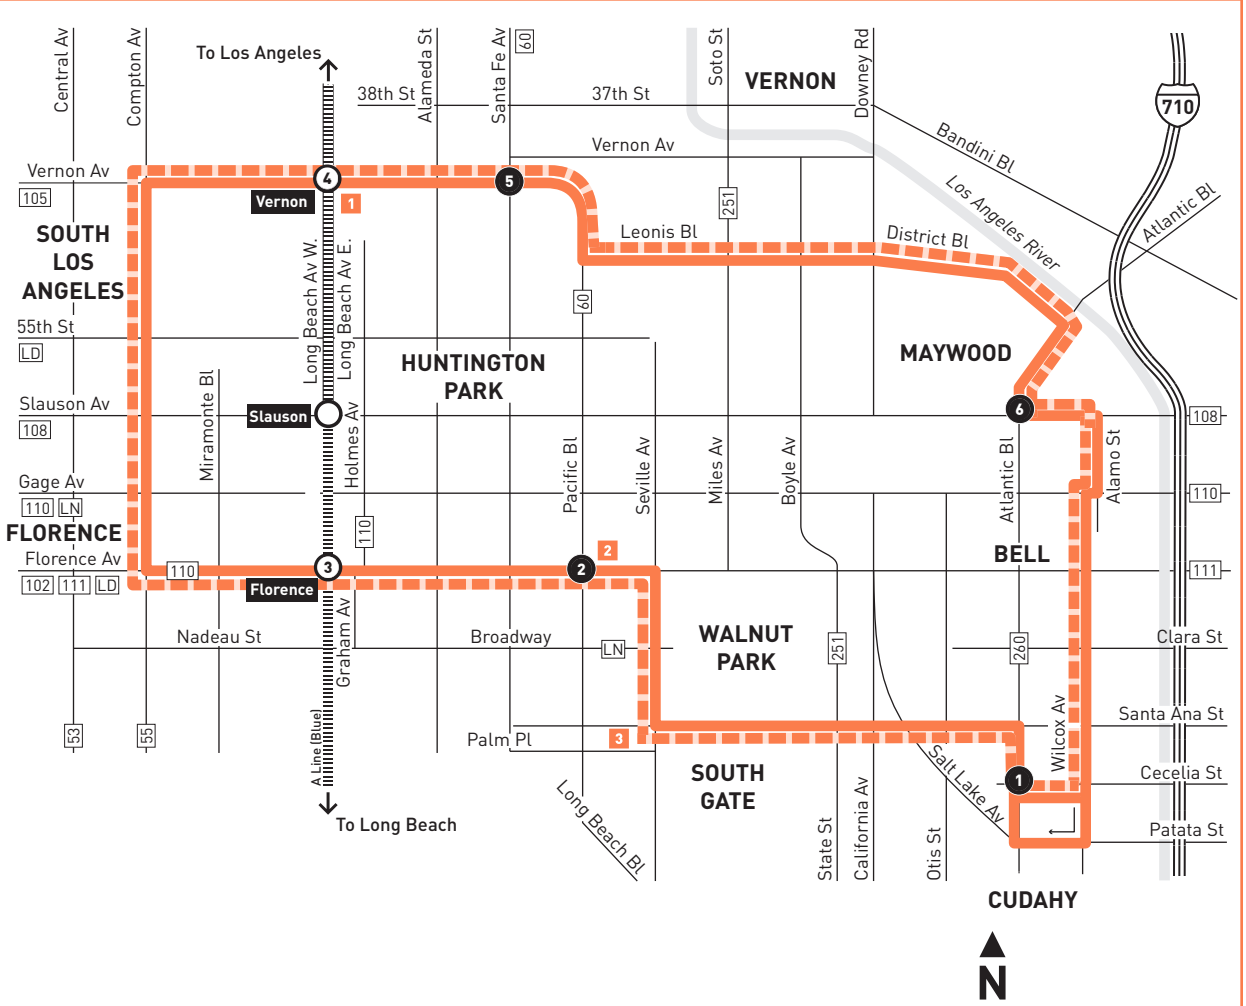 Central Av
Compton Av
To Los Angeles
Alameda St
Santa Fe Av
60
Soto St
VERNON
Downey Rd
710
38th St
37th St
Bandini Bl
Vernon Av
Vernon Av
105
4
5
Vernon
1
251
Los Angeles River
Atlantic Bl
SOUTH
LOS
ANGELES
Leonis Bl
District Bl
Long Beach Av W.
Long Beach Av E.
60
55th St
LD
HUNTINGTON
PARK
MAYWOOD
Slauson Av
108
Miramonte Bl
Slauson
Holmes Av
6
108
Pacific Bl
Seville Av
Miles Av
Boyle Av
Atlantic Bl
Alamo St
Gage Av
110
LN
110
110
FLORENCE
Florence Av
102
111
LD
110
3
Florence
2
2
BELL
111
Nadeau St
Graham Av
Broadway
LN
WALNUT
PARK
251
260
Clara St
53
55
A Line (Blue)
Palm Pl
3
Wilcox Av
Santa Ana St
SOUTH
GATE
Salt Lake Av
1
Cecelia St
To Long Beach
Long Beach Bl
State St
California Av
Otis St
Patata St
CUDAHY
N